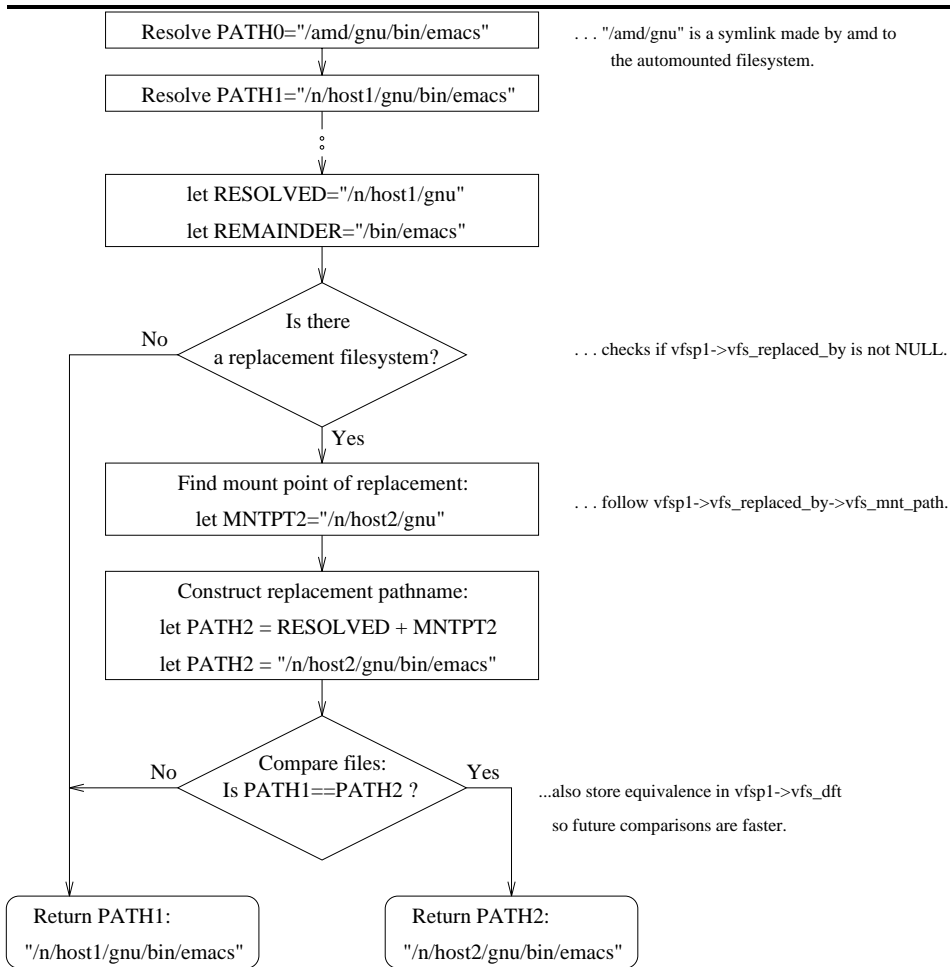 Resolve PATH0="/amd/gnu/bin/emacs"
. . . "/amd/gnu" is a symlink made by amd to
the automounted filesystem.
Resolve PATH1="/n/host1/gnu/bin/emacs"
let RESOLVED="/n/host1/gnu"
let REMAINDER="/bin/emacs"
Is there
a replacement filesystem?
No
. . . checks if vfsp1->vfs_replaced_by is not NULL.
Yes
Find mount point of replacement:
let MNTPT2="/n/host2/gnu"
. . . follow vfsp1->vfs_replaced_by->vfs_mnt_path.
Construct replacement pathname:
let PATH2 = RESOLVED + MNTPT2
let PATH2 = "/n/host2/gnu/bin/emacs"
Compare files:
Is PATH1==PATH2 ?
No
Yes
...also store equivalence in vfsp1->vfs_dft
so future comparisons are faster.
Return PATH1:
"/n/host1/gnu/bin/emacs"
Return PATH2:
"/n/host2/gnu/bin/emacs"